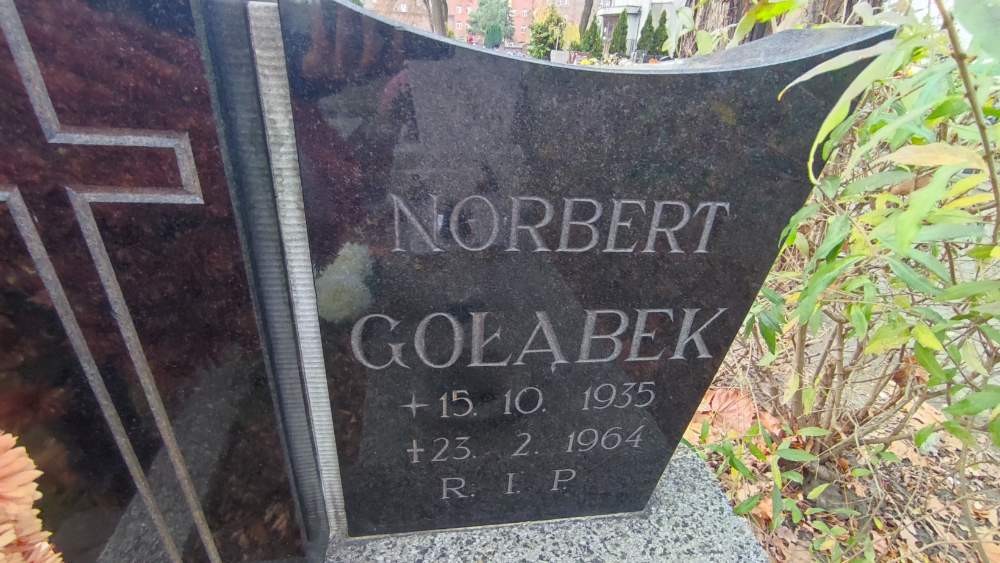 NORBERT
GOŁĄBEK
+ 15. 10. 1935
† 23. 2. 1964
R. I. P.